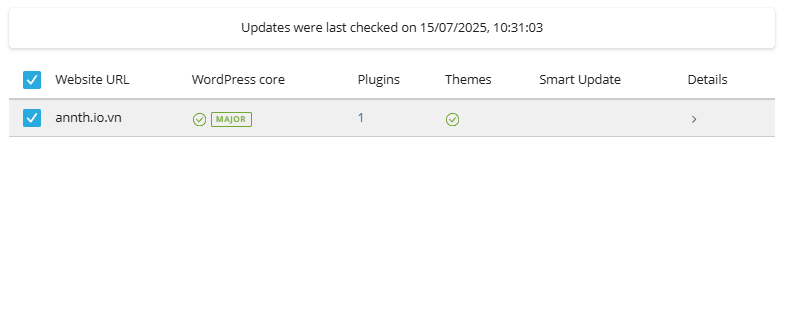 Updates were last checked on 15/07/2025, 10:31:03
Website URL WordPress core Plugins Themes Smart Update Details
annth.io.vn MAJOR 1